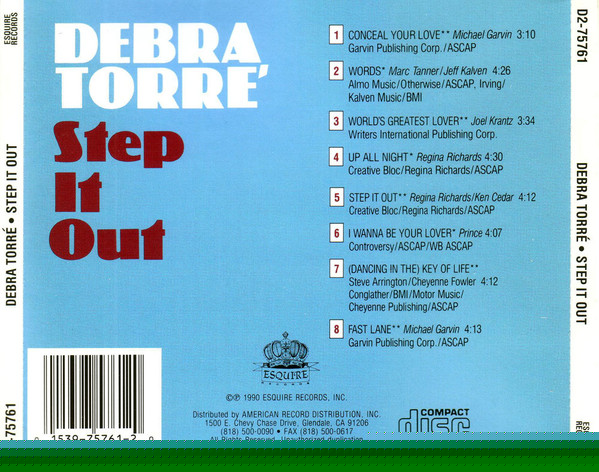 ESQUIRE
RECORDS
DEBRA TORRÉ • STEP IT OUT
-75761
DEBRA
TORRE´
Step
It
Out
1 CONCEAL YOUR LOVE** Michael Garvin 3:10
Garvin Publishing Corp./ASCAP
2 WORDS* Marc Tanner/Jeff Kalven 4:26
Almo Music/Otherwise/ASCAP, Irving/
Kalven Music/BMI
3 WORLD'S GREATEST LOVER** Joel Krantz 3:34
Writers International Publishing Corp.
4 UP ALL NIGHT* Regina Richards 4:30
Creative Bloc/Regina Richards/ASCAP
5 STEP IT OUT** Regina Richards/Ken Cedar 4:12
Creative Bloc/Regina Richards/ASCAP
6 I WANNA BE YOUR LOVER* Prince 4:07
Controversy/ASCAP/WB ASCAP
7 (DANCING IN THE) KEY OF LIFE**
Steve Arrington/Cheyenne Fowler 4:12
Conglather/BMI/Motor Music/
Cheyenne Publishing/ASCAP
8 FAST LANE** Michael Garvin 4:13
Garvin Publishing Corp./ASCAP
ESQUIRE
RECORDS
©℗ 1990 ESQUIRE RECORDS, INC.
Distributed by AMERICAN RECORD DISTRIBUTION, INC.
1500 E. Chevy Chase Drive, Glendale, CA 91206
(818) 500-0090 • FAX (818) 500-0617
All Rights Reserved. Unauthorized duplication
COMPACT
disc
0 1539-75761-2 0
D2-75761
DEBRA TORRÉ • STEP IT OUT